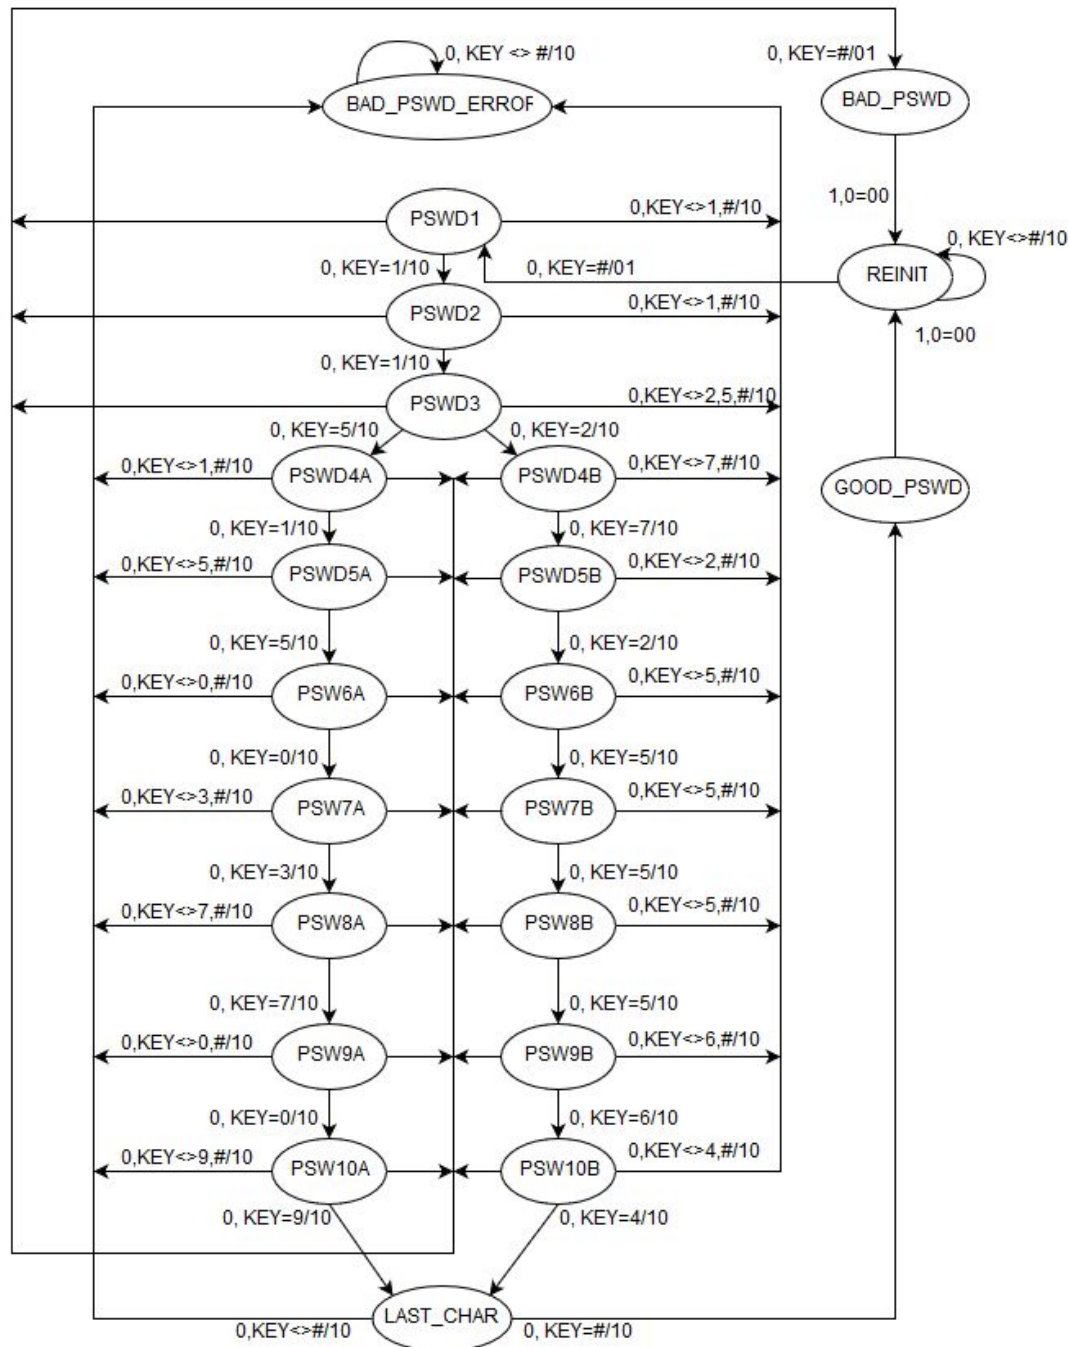 0, KEY <> #/10
0, KEY=#/01
BAD_PSWD_ERROF
BAD_PSWD
1,0=00
PSWD1
0,KEY<>1,#/10
0, KEY<>#/10
0, KEY=1/10
0, KEY=#/01
REINIT
PSWD2
0,KEY<>1,#/10
1,0=00
0, KEY=1/10
PSWD3
0,KEY<>2,5,#/10
0, KEY=5/10
0, KEY=2/10
0,KEY<>1,#/10
PSWD4A
PSWD4B
0,KEY<>7,#/10
GOOD_PSWD
0, KEY=1/10
0, KEY=7/10
0,KEY<>5,#/10
PSWD5A
PSWD5B
0,KEY<>2,#/10
0, KEY=5/10
0, KEY=2/10
0,KEY<>0,#/10
PSW6A
PSW6B
0,KEY<>5,#/10
0, KEY=0/10
0, KEY=5/10
0,KEY<>3,#/10
PSW7A
PSW7B
0,KEY<>5,#/10
0, KEY=3/10
0, KEY=5/10
0,KEY<>7,#/10
PSW8A
PSW8B
0,KEY<>5,#/10
0, KEY=7/10
0, KEY=5/10
0,KEY<>0,#/10
PSW9A
PSW9B
0,KEY<>6,#/10
0, KEY=0/10
0, KEY=6/10
0,KEY<>9,#/10
PSW10A
PSW10B
0,KEY<>4,#/10
0, KEY=9/10
0, KEY=4/10
LAST_CHAR
0,KEY<>#/10
0, KEY=#/10